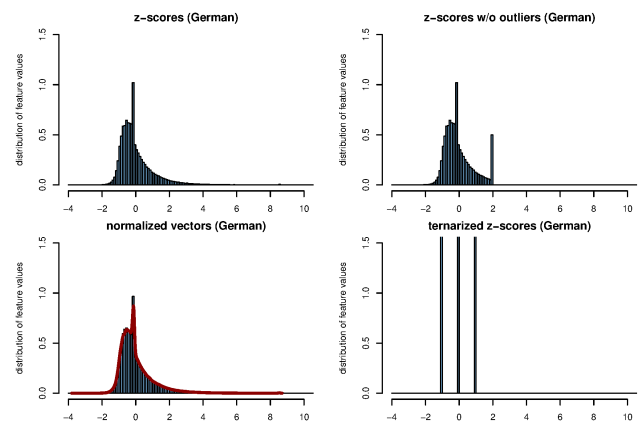 z−scores (German)
distribution of feature values
0.0 0.5 1.0 1.5
−4 −2 0 2 4 6 8 10
z−scores w/o outliers (German)
distribution of feature values
0.0 0.5 1.0 1.5
−4 −2 0 2 4 6 8 10
normalized vectors (German)
distribution of feature values
0.0 0.5 1.0 1.5
−4 −2 0 2 4 6 8 10
ternarized z−scores (German)
distribution of feature values
0.0 0.5 1.0 1.5
−4 −2 0 2 4 6 8 10